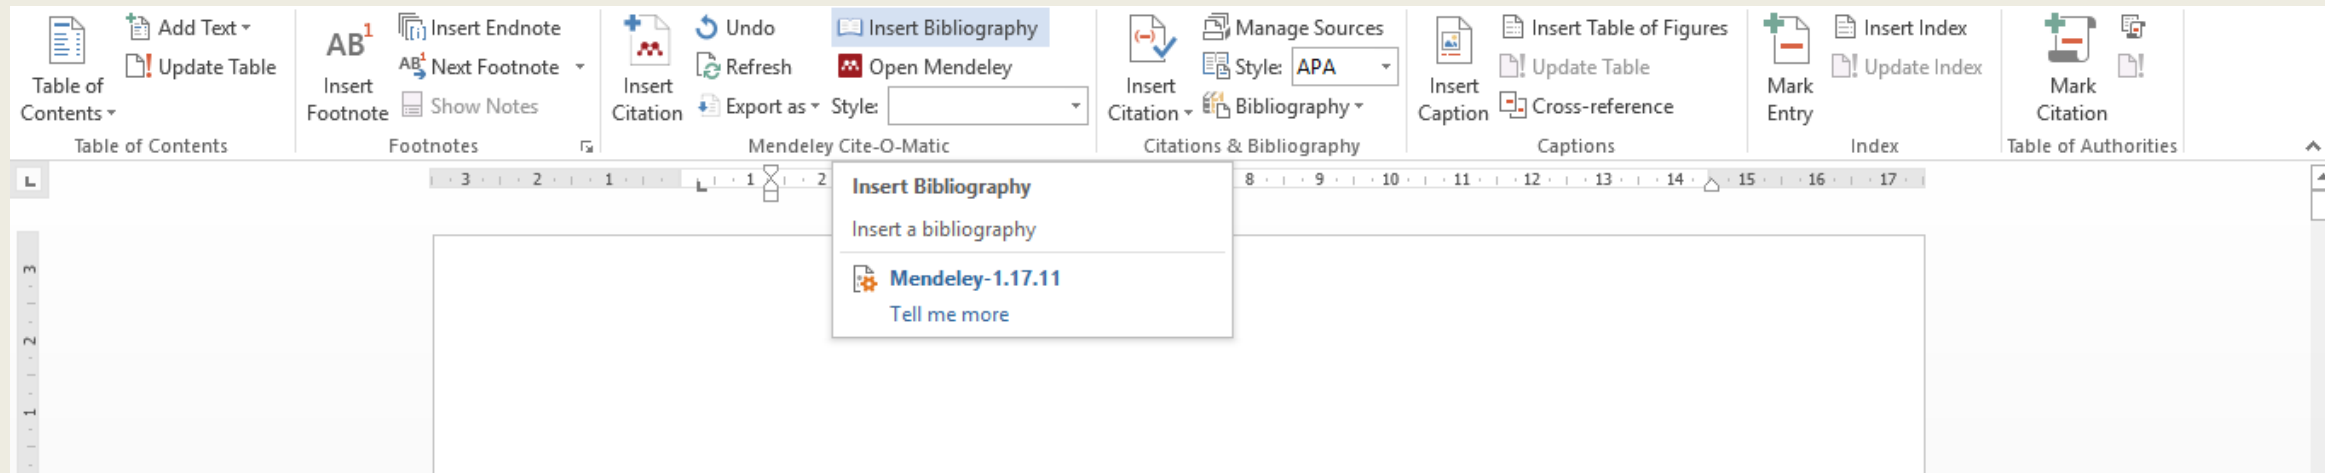 Table of Contents
Add Text
Update Table
Table of Contents
AB1
Insert Footnote
[i] Insert Endnote
AB1 Next Footnote
Show Notes
Footnotes
Insert Citation
Undo
Refresh
Export as
Insert Bibliography
Open Mendeley
Style:
Mendeley Cite-O-Matic
Insert Citation
Manage Sources
Style: APA
Bibliography
Citations & Bibliography
Insert Caption
Insert Table of Figures
Update Table
Cross-reference
Captions
Mark Entry
Insert Index
Update Index
Index
Mark Citation
Table of Authorities
L
3 2 1 1 2 8 9 10 11 12 13 14 15 16 17
Insert Bibliography
Insert a bibliography
Mendeley-1.17.11
Tell me more
3
2
1